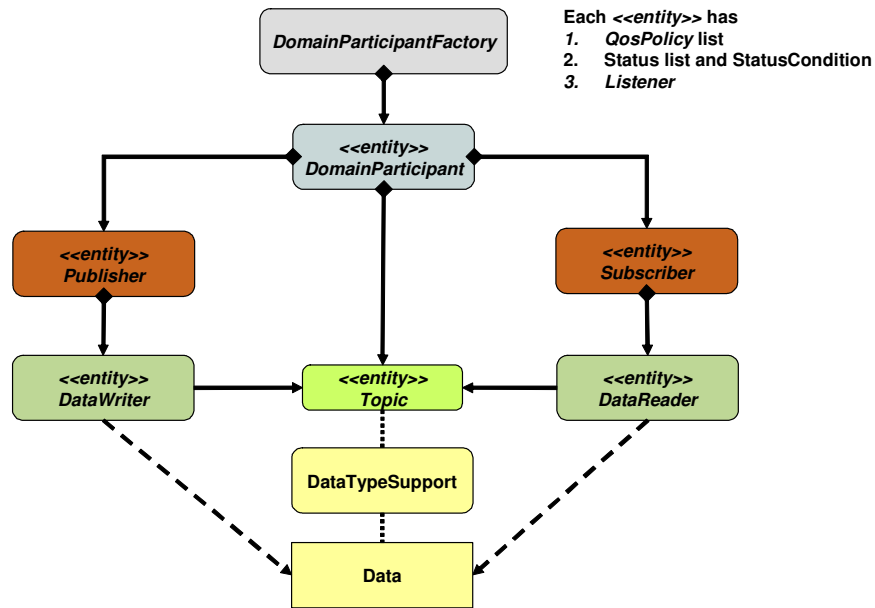 DomainParticipantFactory
Each <<entity>> has
1. QosPolicy list
2. Status list and StatusCondition
3. Listener
<<entity>>
DomainParticipant
<<entity>>
Publisher
<<entity>>
Subscriber
<<entity>>
DataWriter
<<entity>>
Topic
<<entity>>
DataReader
DataTypeSupport
Data